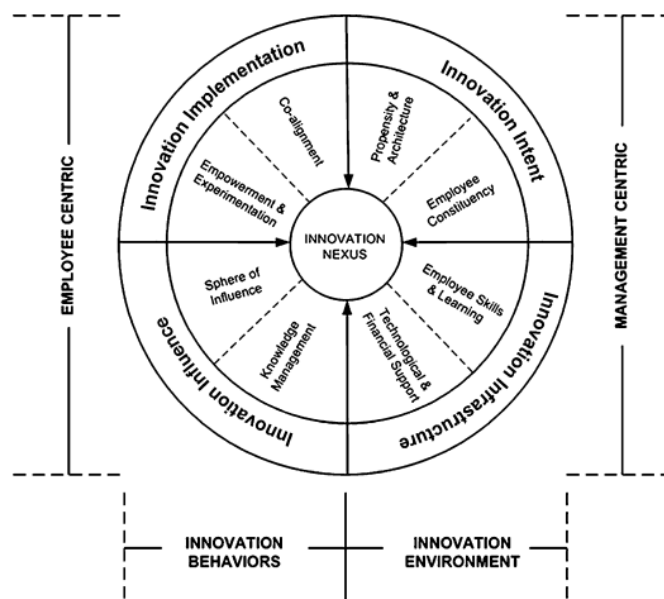 Innovation Implementation
Innovation Intent
Co-alignment
Propensity &
Architecture
Empowerment &
Experimentation
Employee
Constituency
EMPLOYEE CENTRIC
INNOVATION
NEXUS
MANAGEMENT CENTRIC
Sphere of
Influence
Employee Skills
& Learning
Knowledge
Management
Technological &
Financial Support
Innovation Influence
Innovation Infrastructure
INNOVATION
BEHAVIORS
INNOVATION
ENVIRONMENT